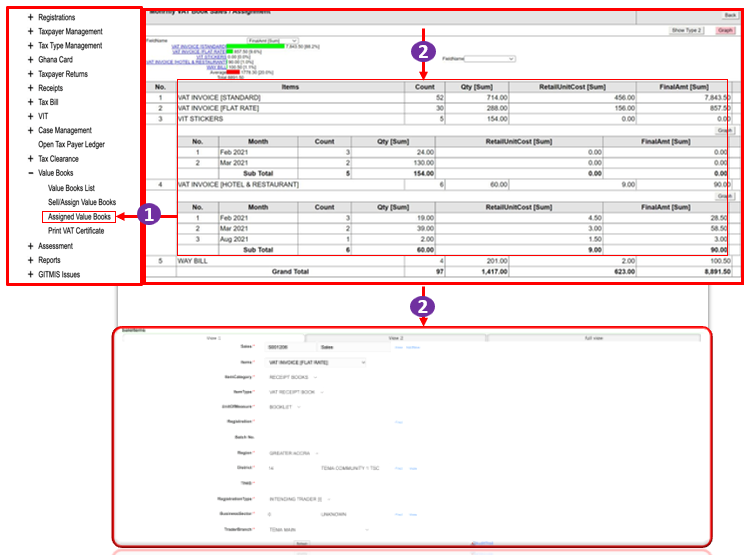 + Registrations
+ Taxpayer Management
+ Tax Type Management
+ Ghana Card
+ Taxpayer Returns
+ Receipts
+ Tax Bill
+ VIT
+ Case Management
Open Tax Payer Ledger
+ Tax Clearance
– Value Books
Value Books List
Sell/Assign Value Books
Assigned Value Books
Print VAT Certificate
+ Assessment
+ Reports
+ GITMIS Issues
1
Monthly VAT Book Sales / Assignment
Back
Show Type 2 Graph
FieldName FinalAmt [Sum]
VAT INVOICE [STANDARD] 7,843.50 [88.2%]
VAT INVOICE [FLAT RATE] 857.50 [9.6%]
VIT STICKERS 0.00 [0.0%]
VAT INVOICE [HOTEL & RESTAURANT] 90.00 [1.0%]
WAY BILL 100.50 [1.1%]
Average 1778.30 [20.0%]
Total 8891.50
FieldName
2
No. Items Count Qty [Sum] RetailUnitCost [Sum] FinalAmt [Sum]
1 VAT INVOICE [STANDARD] 52 714.00 456.00 7,843.50
2 VAT INVOICE [FLAT RATE] 30 288.00 156.00 857.50
3 VIT STICKERS 5 154.00 0.00 0.00
Graph
No. Month Count Qty [Sum] RetailUnitCost [Sum] FinalAmt [Sum]
1 Feb 2021 3 24.00 0.00 0.00
2 Mar 2021 2 130.00 0.00 0.00
Sub Total 5 154.00 0.00 0.00
4 VAT INVOICE [HOTEL & RESTAURANT] 6 60.00 9.00 90.00
Graph
No. Month Count Qty [Sum] RetailUnitCost [Sum] FinalAmt [Sum]
1 Feb 2021 3 19.00 4.50 28.50
2 Mar 2021 2 39.00 3.00 58.50
3 Aug 2021 1 2.00 1.50 3.00
Sub Total 6 60.00 9.00 90.00
5 WAY BILL 4 201.00 2.00 100.50
Grand Total 97 1,417.00 623.00 8,891.50
2
SaleItems
View 1 View 2 full view
Sales * Sales
Items * VAT INVOICE [FLAT RATE]
ItemCategory * RECEIPT BOOKS
ItemType * VAT RECEIPT BOOK
UnitOfMeasure * BOOKLET
Registration *
Batch No.
Region * GREATER ACCRA
District * 14 TEMA COMMUNITY 1 TSC
RegistrationType * INTENDING TRADER
BusinessSector * 0 UNKNOWN
Trader/Branch * TEMA MAIN